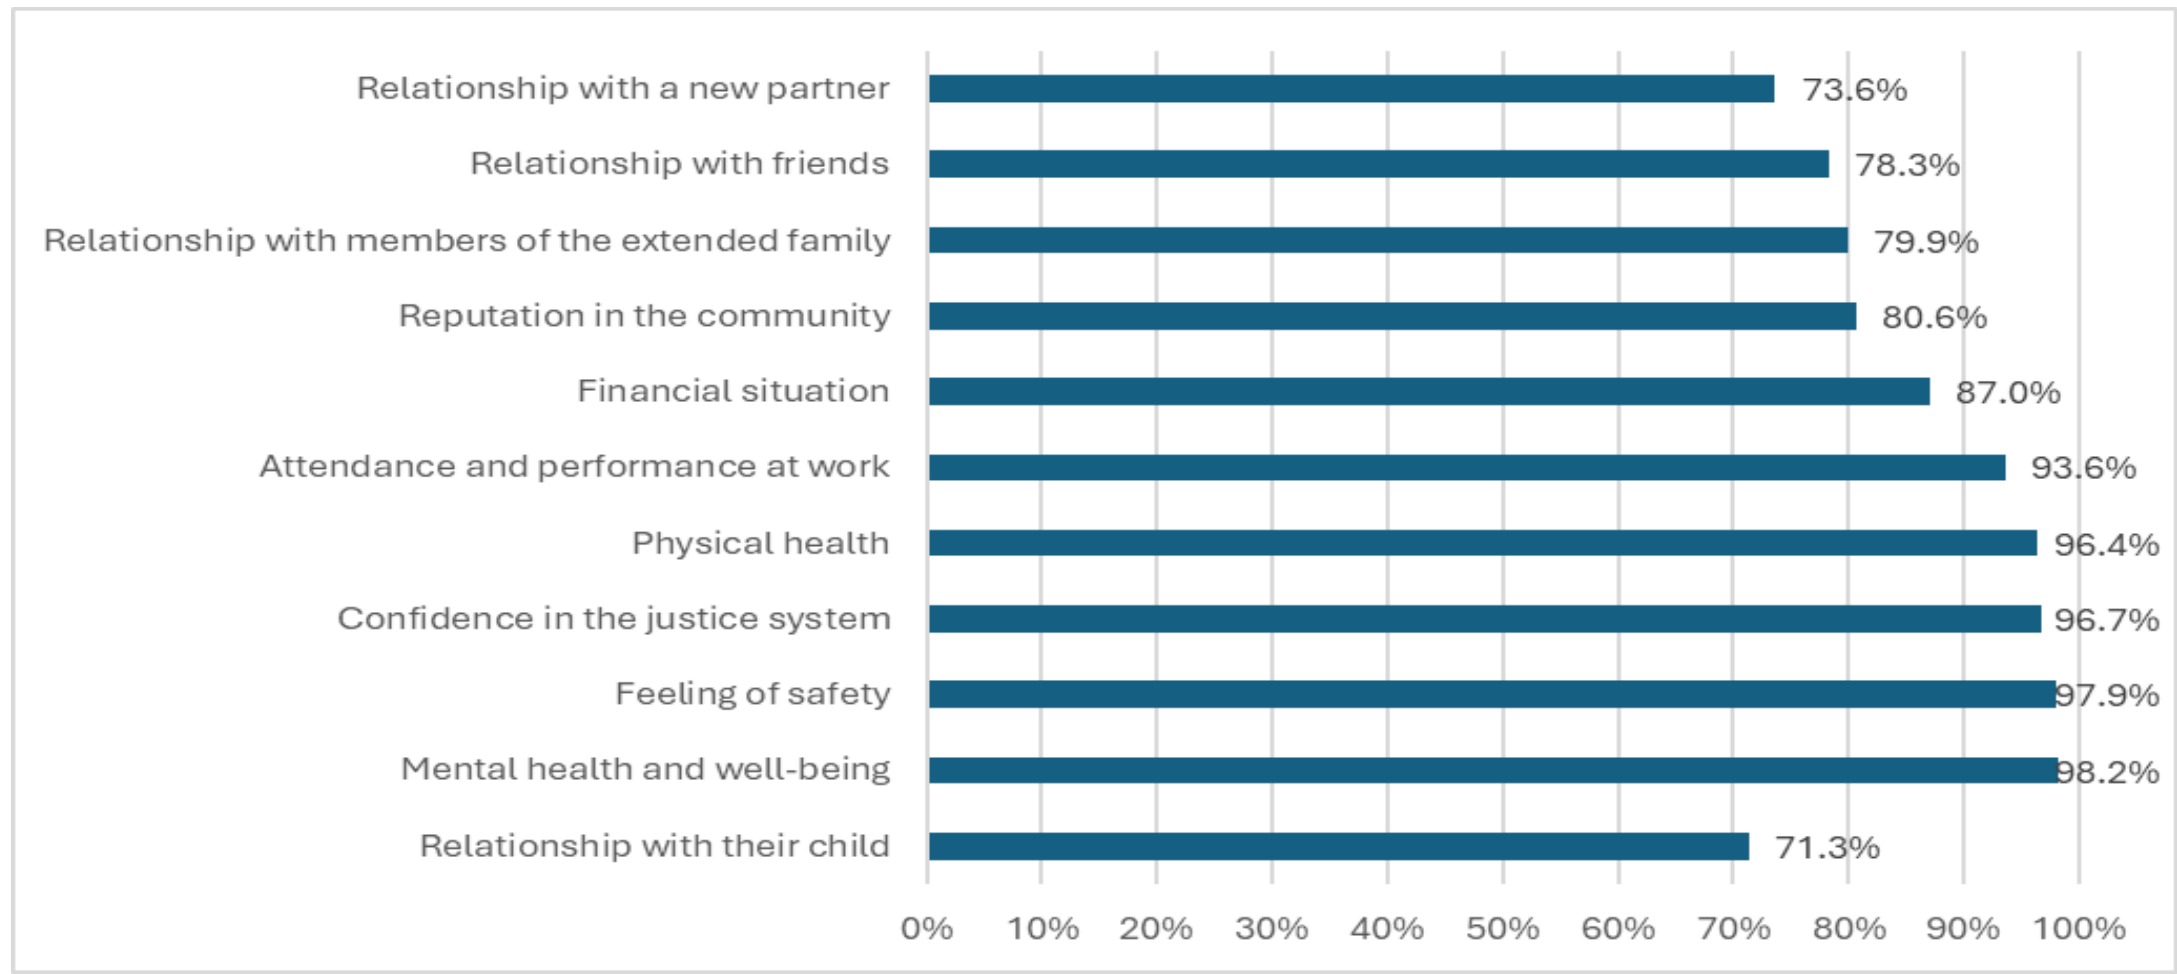 Relationship with a new partner 73.6%
Relationship with friends 78.3%
Relationship with members of the extended family 79.9%
Reputation in the community 80.6%
Financial situation 87.0%
Attendance and performance at work 93.6%
Physical health 96.4%
Confidence in the justice system 96.7%
Feeling of safety 97.9%
Mental health and well-being 98.2%
Relationship with their child 71.3%
0% 10% 20% 30% 40% 50% 60% 70% 80% 90% 100%